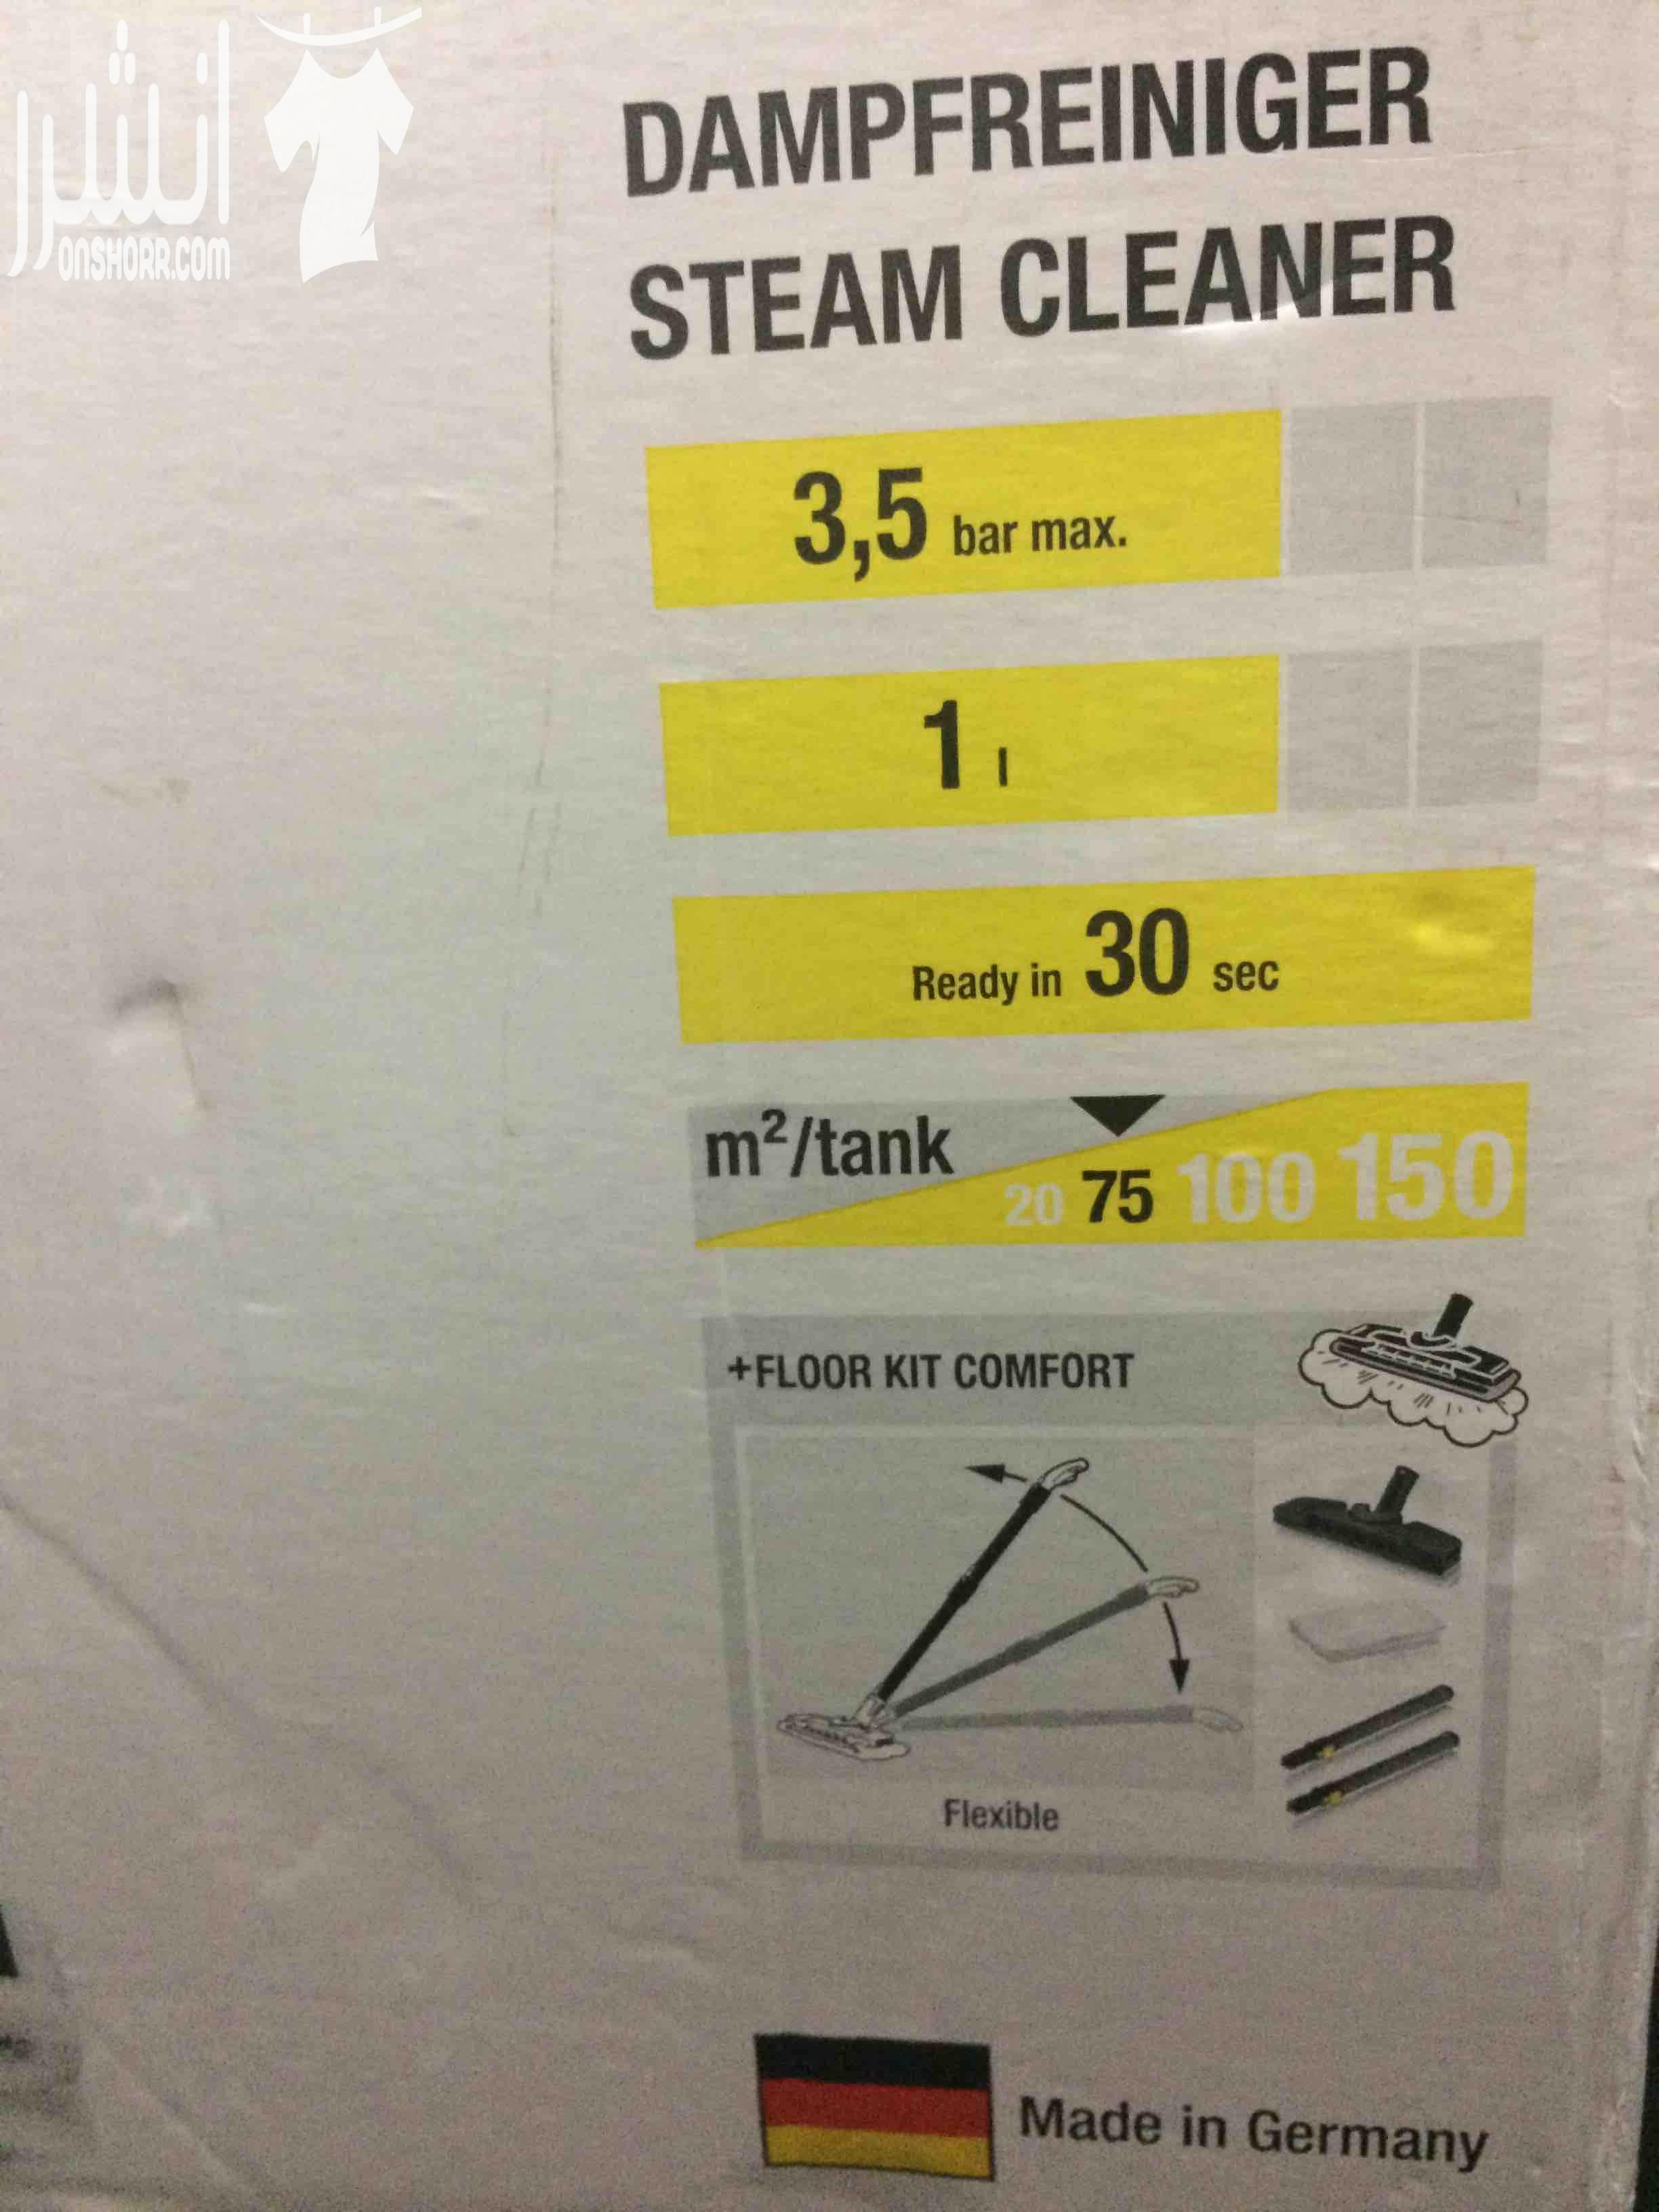 انشر
ONSHORR.COM
DAMPFREINIGER
STEAM CLEANER
3,5 bar max.
1 l
Ready in 30 sec
m²/tank
20 75 100 150
+FLOOR KIT COMFORT
Flexible
Made in Germany